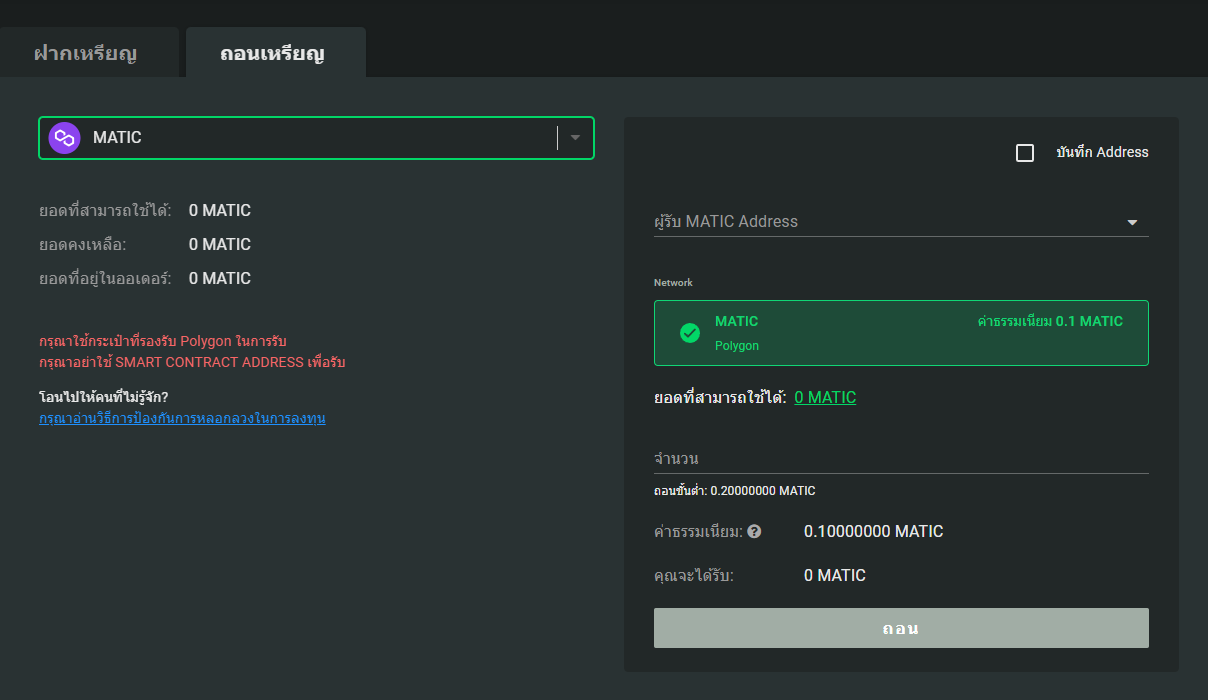 ฝากเหรียญ
ถอนเหรียญ
MATIC
ยอดที่สามารถใช้ได้: 0 MATIC
ยอดคงเหลือ: 0 MATIC
ยอดที่อยู่ในออเดอร์: 0 MATIC
กรุณาใช้กระเป๋าที่รองรับ Polygon ในการรับ
กรุณาอย่าใช้ SMART CONTRACT ADDRESS เพื่อรับ
โอนไปให้คนที่ไม่รู้จัก?
กรุณาอ่านวิธีการป้องกันการหลอกลวงในการลงทุน
บันทึก Address
ผู้รับ MATIC Address
Network
MATIC ค่าธรรมเนียม 0.1 MATIC
Polygon
ยอดที่สามารถใช้ได้: 0 MATIC
จำนวน
ถอนขั้นต่ำ: 0.20000000 MATIC
ค่าธรรมเนียม: 0.10000000 MATIC
คุณจะได้รับ: 0 MATIC
ถอน